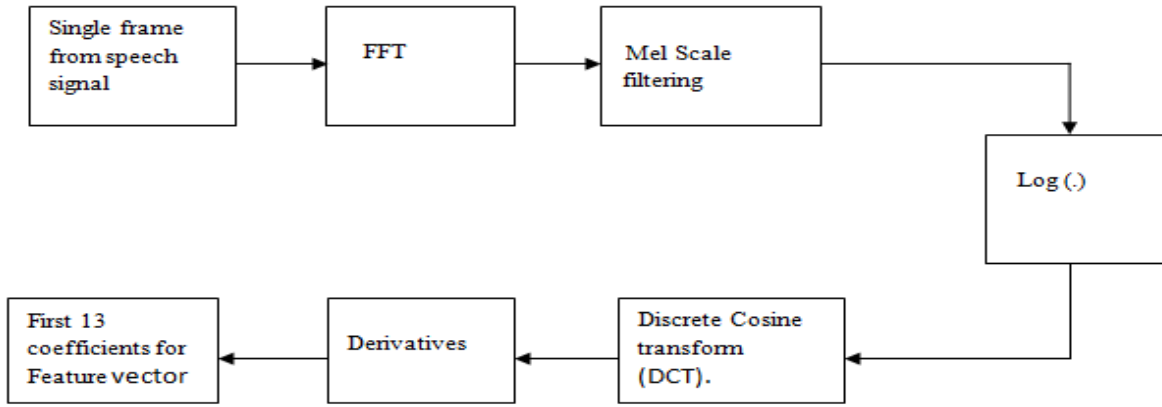 Single frame
from speech
signal
FFT
Mel Scale
filtering
Log (.)
Discrete Cosine
transform
(DCT).
Derivatives
First 13
coefficients for
Feature vector